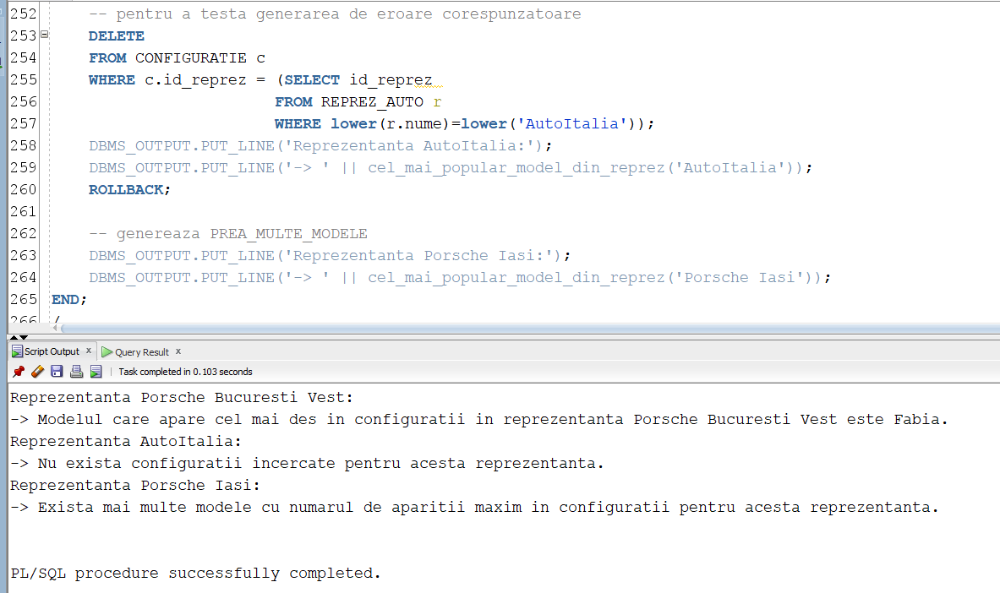 252 -- pentru a testa generarea de eroare corespunzatoare
253 DELETE
254 FROM CONFIGURATIE c
255 WHERE c.id_reprez = (SELECT id_reprez
256 FROM REPREZ_AUTO r
257 WHERE lower(r.nume)=lower('AutoItalia'));
258 DBMS_OUTPUT.PUT_LINE('Reprezentanta AutoItalia:');
259 DBMS_OUTPUT.PUT_LINE('-> ' || cel_mai_popular_model_din_reprez('AutoItalia'));
260 ROLLBACK;
261
262 -- genereaza PREA_MULTE_MODELE
263 DBMS_OUTPUT.PUT_LINE('Reprezentanta Porsche Iasi:');
264 DBMS_OUTPUT.PUT_LINE('-> ' || cel_mai_popular_model_din_reprez('Porsche Iasi'));
265 END;
266 /
Script Output x Query Result x
Task completed in 0.103 seconds
Reprezentanta Porsche Bucuresti Vest:
-> Modelul care apare cel mai des in configuratii in reprezentanta Porsche Bucuresti Vest este Fabia.
Reprezentanta AutoItalia:
-> Nu exista configuratii incercate pentru acesta reprezentanta.
Reprezentanta Porsche Iasi:
-> Exista mai multe modele cu numarul de aparitii maxim in configuratii pentru acesta reprezentanta.
PL/SQL procedure successfully completed.